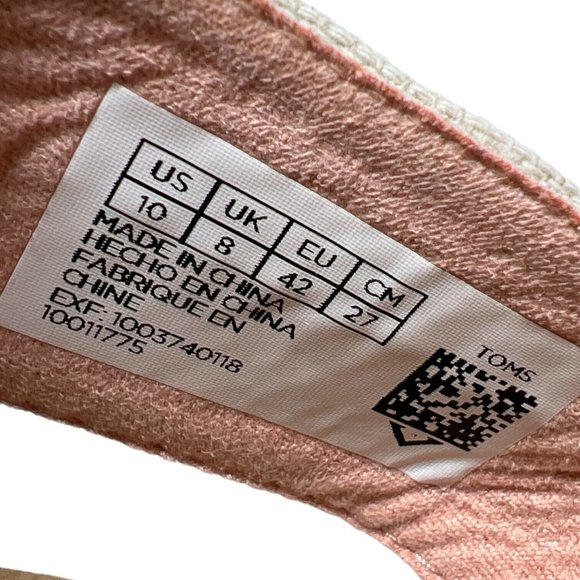 US UK EU CM
10 8 42 27
MADE IN CHINA
HECHO EN CHINA
FABRIQUE EN
CHINE
EXF: 1003740118
10011775
TOMS